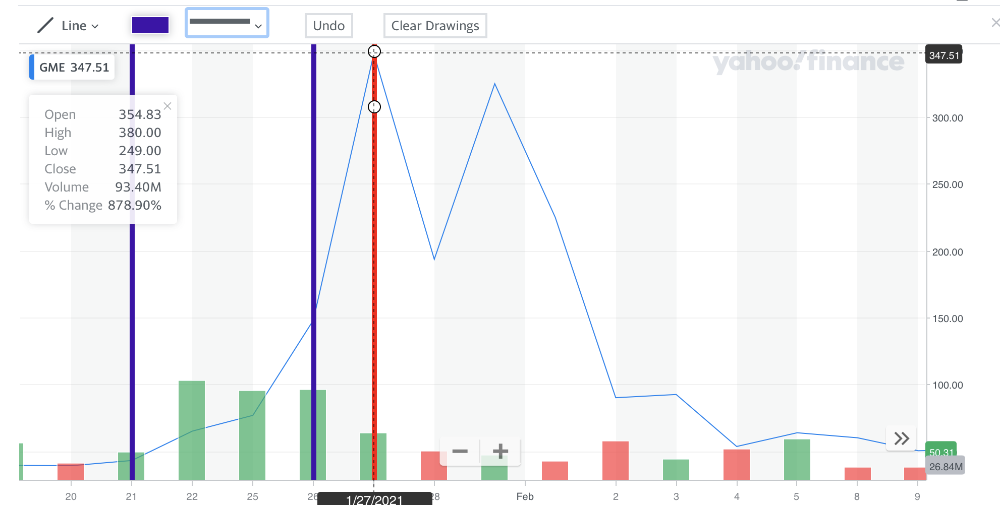 Line
Undo
Clear Drawings
GME 347.51
yahoo!finance
347.51
Open 354.83
High 380.00
Low 249.00
Close 347.51
Volume 93.40M
% Change 878.90%
300.00
250.00
200.00
150.00
100.00
50.31
26.84M
20 21 22 25 26 1/27/2021 28 Feb 2 3 4 5 8 9